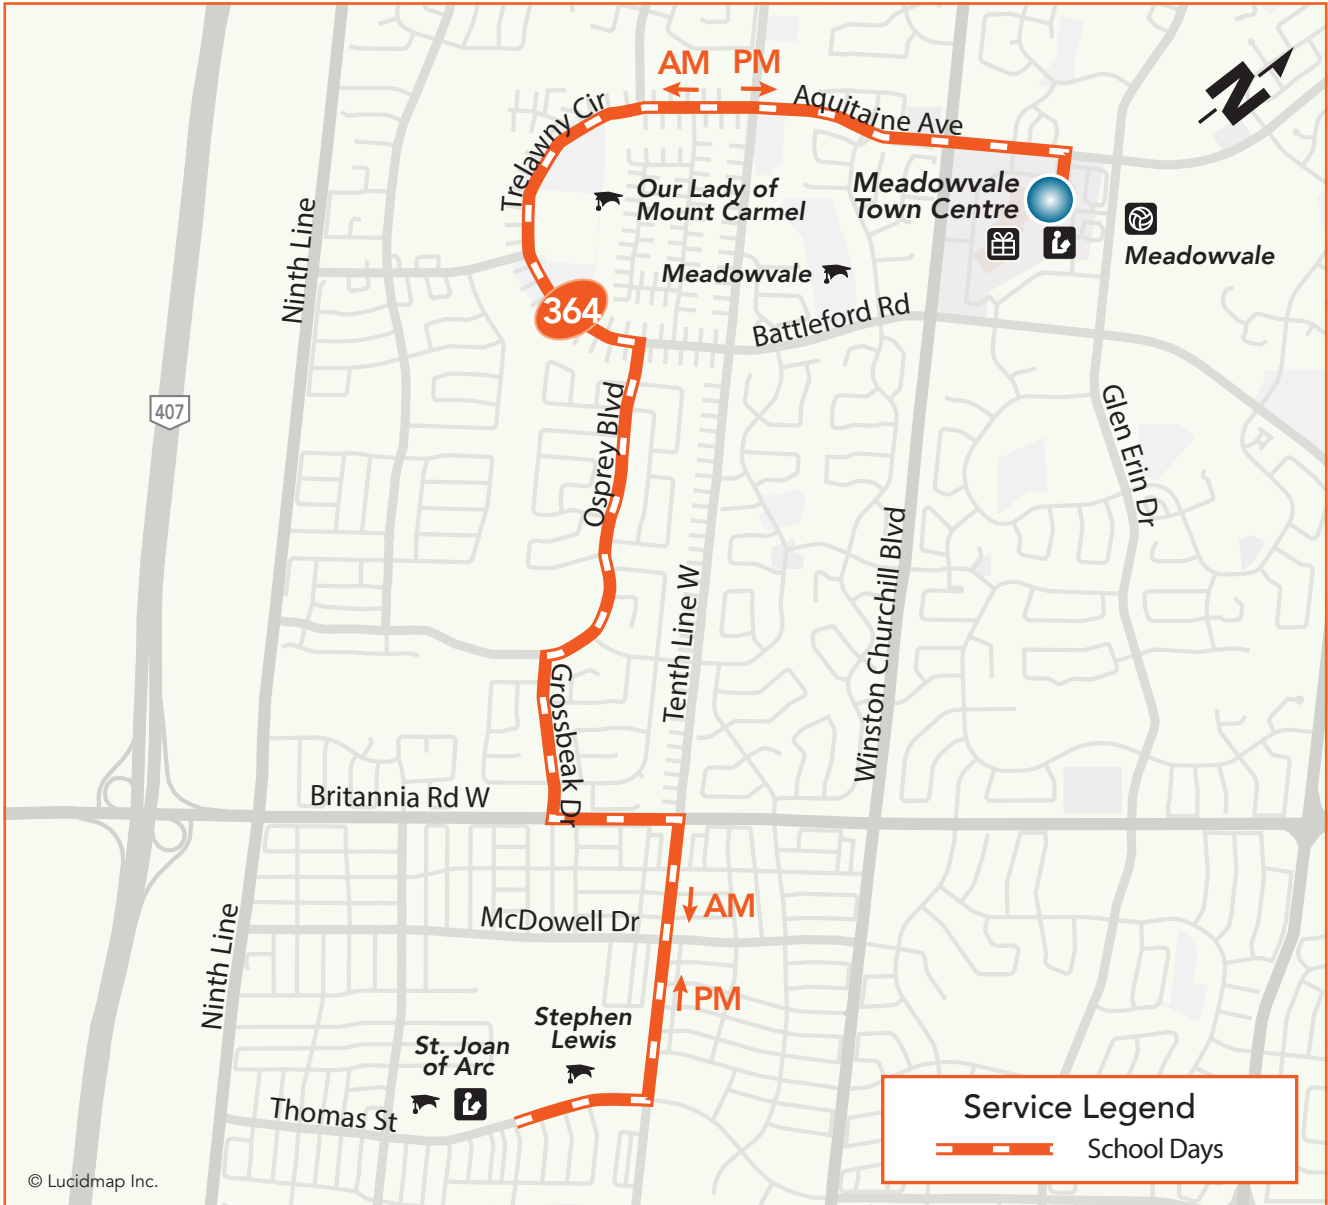 AM PM
Aquitaine Ave
N
Trelawny Cir
Our Lady of
Mount Carmel
Meadowvale
Town Centre
Meadowvale
Meadowvale
Ninth Line
364
Battleford Rd
407
Osprey Blvd
Glen Erin Dr
Tenth Line W
Winston Churchill Blvd
Grossbeak Dr
Britannia Rd W
AM
McDowell Dr
Ninth Line
PM
Stephen
Lewis
St. Joan
of Arc
Thomas St
Service Legend
School Days
© Lucidmap Inc.